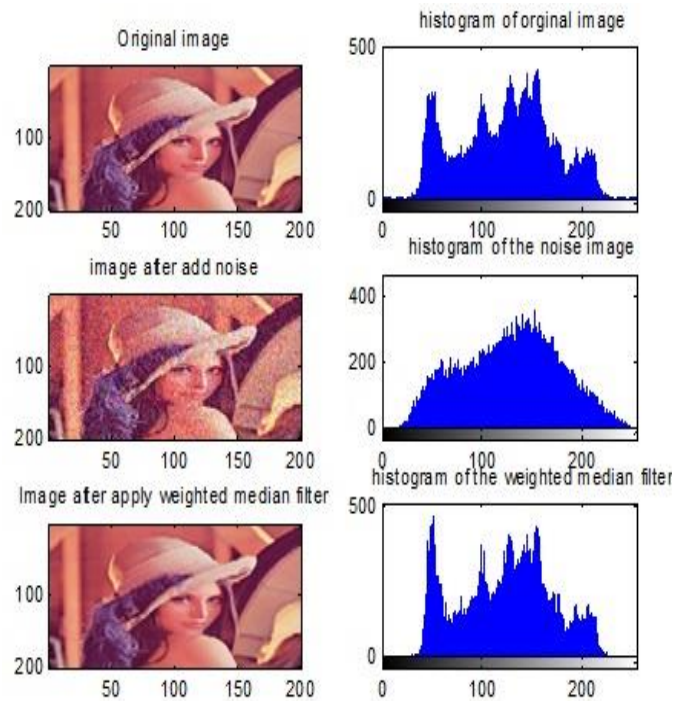 Original image
100
200
50 100 150 200
histogram of orginal image
500
0
0 100 200
image after add noise
100
200
50 100 150 200
histogram of the noise image
400
200
0
0 100 200
Image after apply weighted median filter
100
200
50 100 150 200
histogram of the weighted median filter
500
0
0 100 200